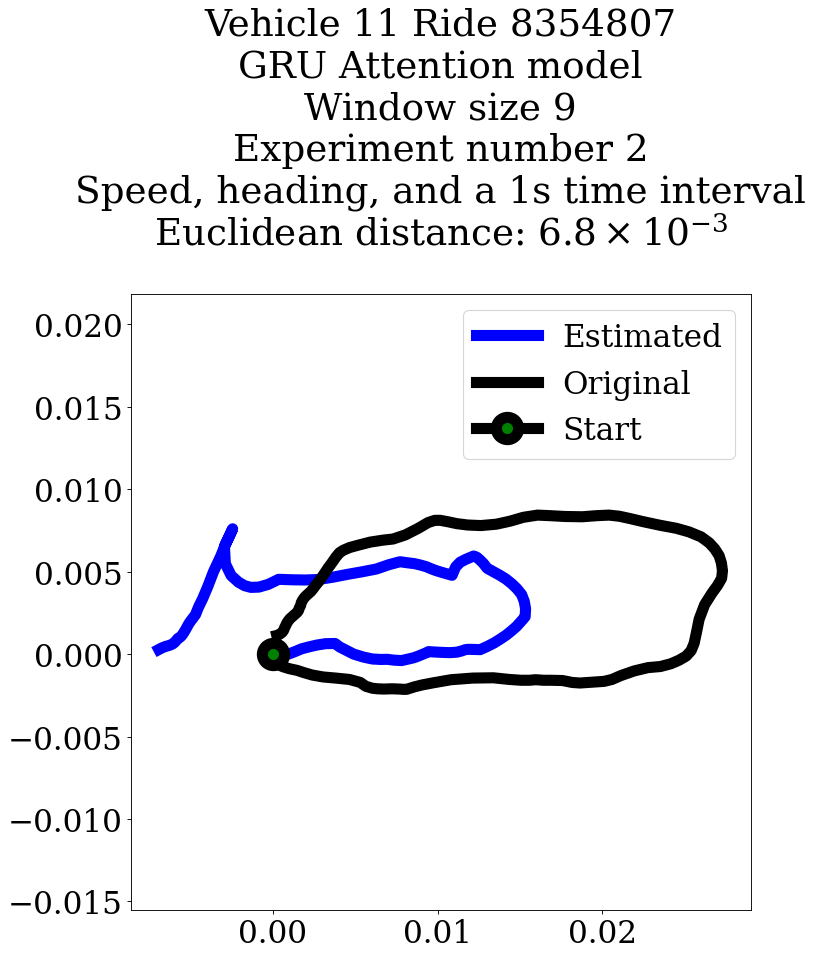 Vehicle 11 Ride 8354807
GRU Attention model
Window size 9
Experiment number 2
Speed, heading, and a 1s time interval
Euclidean distance: 6.8 × 10⁻³
Estimated
Original
Start
0.020
0.015
0.010
0.005
0.000
−0.005
−0.010
−0.015
0.00 0.01 0.02